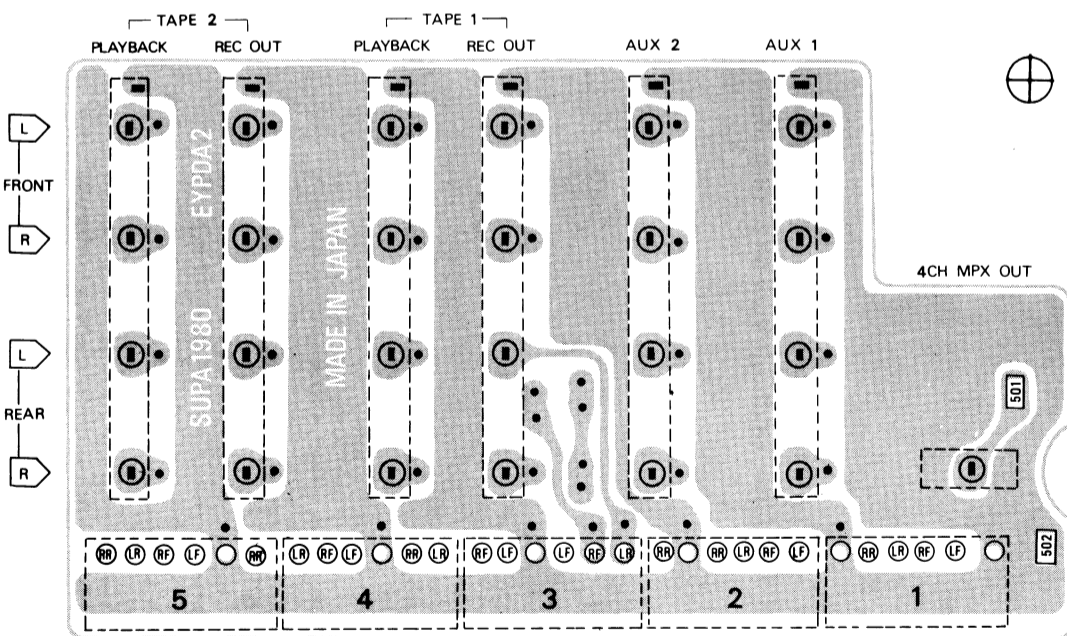 TAPE 2
TAPE 1
PLAYBACK
REC OUT
PLAYBACK
REC OUT
AUX 2
AUX 1
L
FRONT
R
SUPA1980 EYPDA2
MADE IN JAPAN
4CH MPX OUT
L
REAR
R
501
502
RR LR RF LF RR
LR RF LF RR LR
RF LF LF RF LR
RR RR LR RF LF
RR LR RF LF
5
4
3
2
1